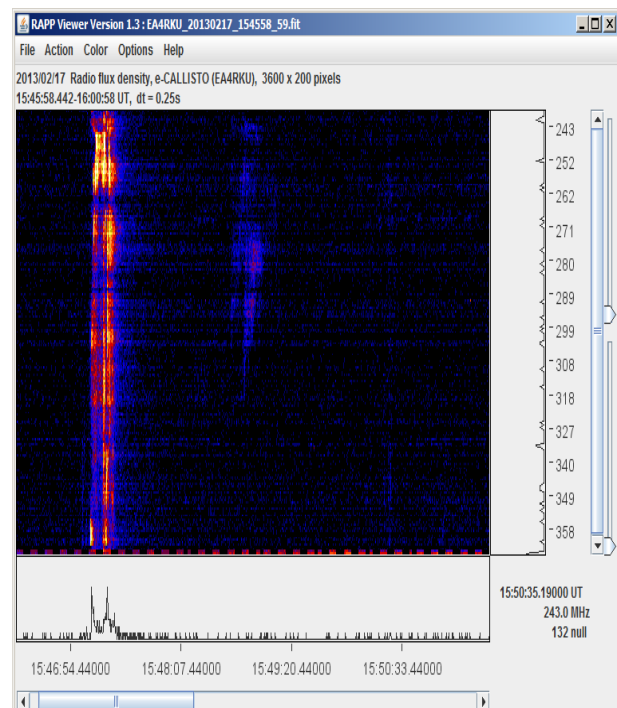 RAPP Viewer Version 1.3 : EA4RKU_20130217_154558_59.fit
File Action Color Options Help
2013/02/17 Radio flux density, e-CALLISTO (EA4RKU), 3600 x 200 pixels
15:45:58.442-16:00:58 UT, dt = 0.25s
243
252
262
271
280
289
299
308
318
327
340
349
358
15:50:35.19000 UT
243.0 MHz
132 null
15:46:54.44000 15:48:07.44000 15:49:20.44000 15:50:33.44000